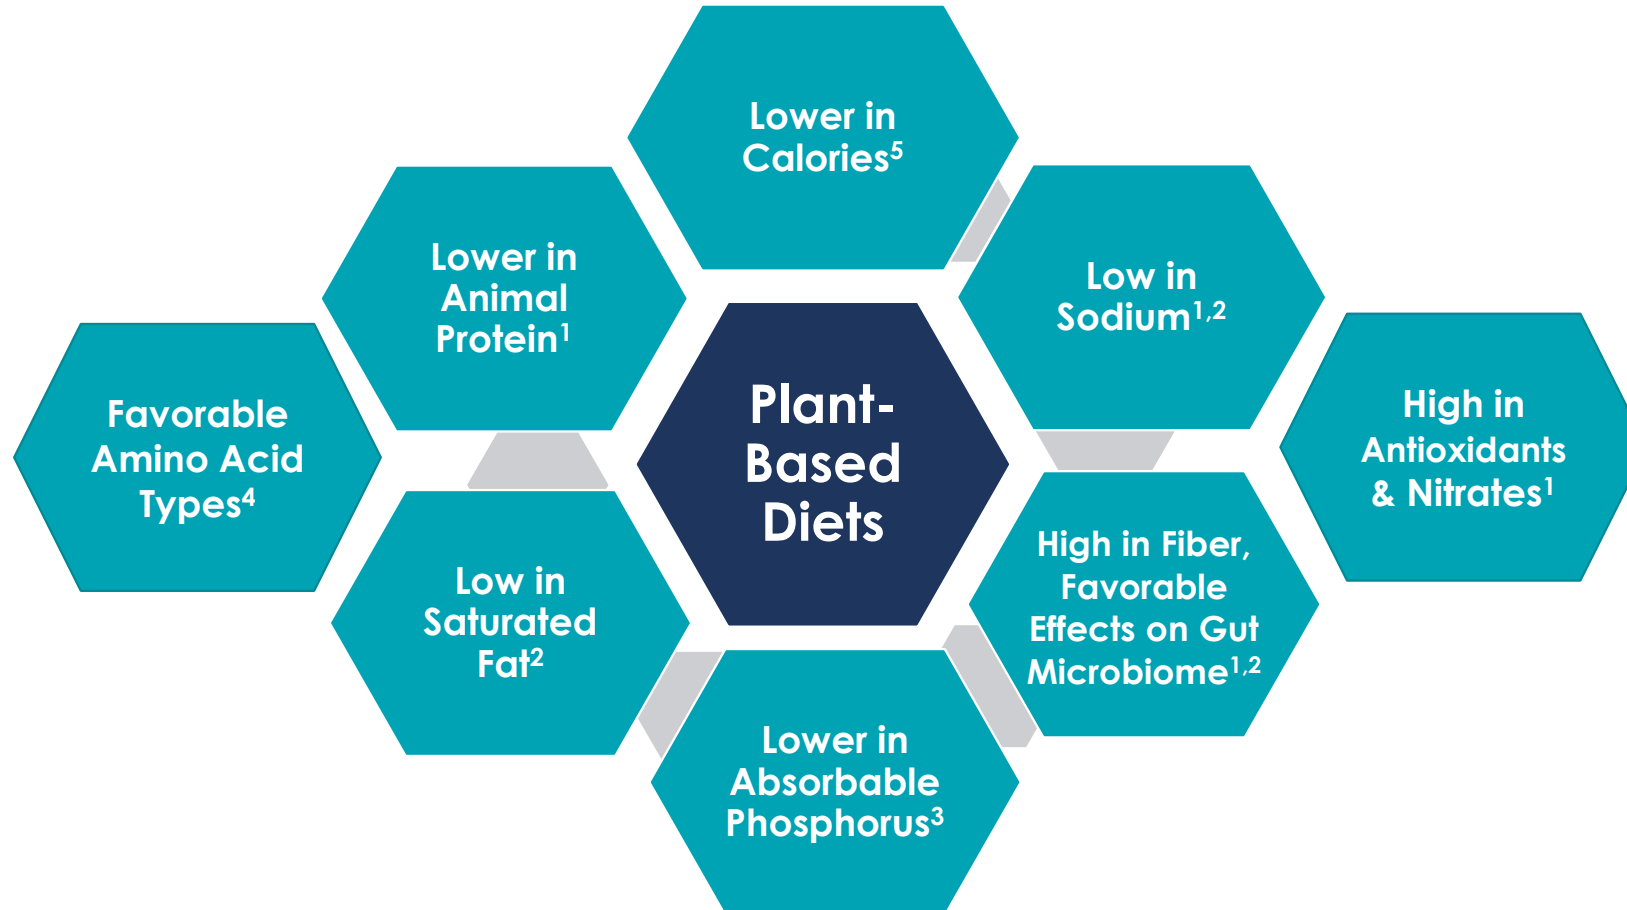 Lower in
Calories⁵
Lower in
Animal
Protein¹
Low in
Sodium¹,²
Favorable
Amino Acid
Types⁴
Plant-
Based
Diets
High in
Antioxidants
& Nitrates¹
Low in
Saturated
Fat²
High in Fiber,
Favorable
Effects on Gut
Microbiome¹,²
Lower in
Absorbable
Phosphorus³